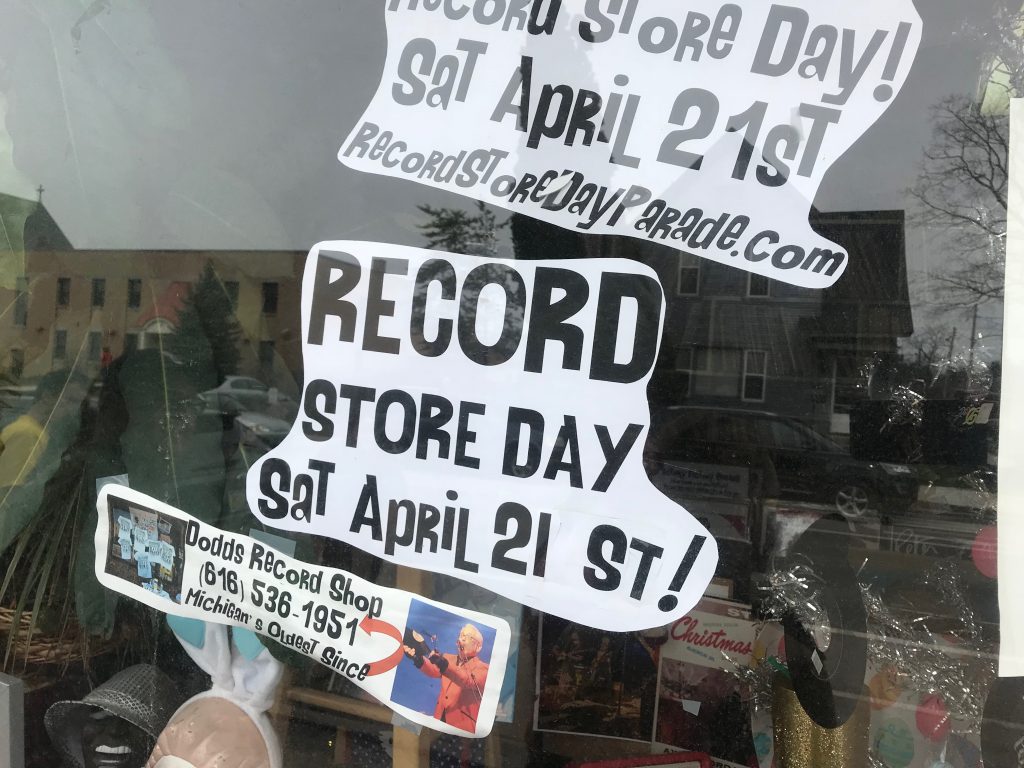 Record Store Day!
Sat April 21st
RecordStoreDayParade.com
RECORD
STORE DAY
Sat April 21 ST!
Dodds Record Shop
(616) 536-1951
Michigan's Oldest Since
Christmas